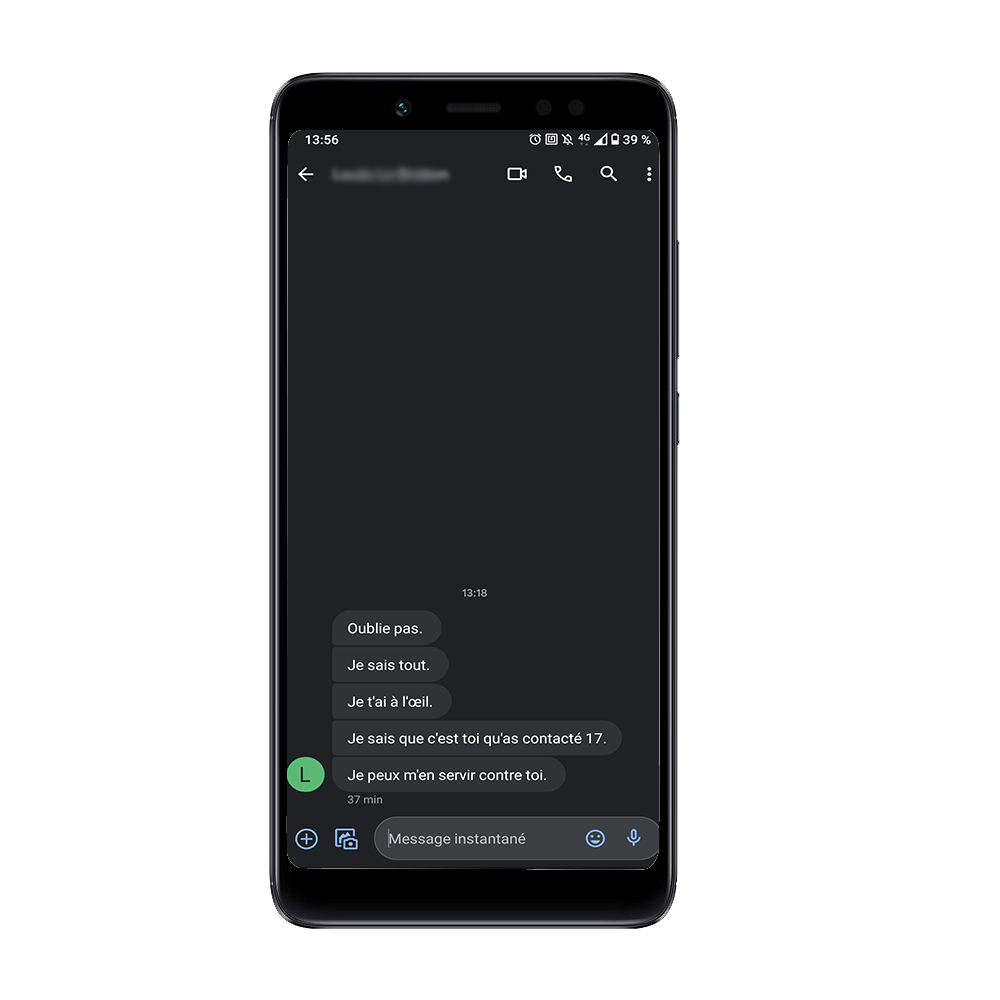 13:56
4G
39 %
13:18
Oublie pas.
Je sais tout.
Je t'ai à l'œil.
Je sais que c'est toi qu'as contacté 17.
L
Je peux m'en servir contre toi.
37 min
Message instantané